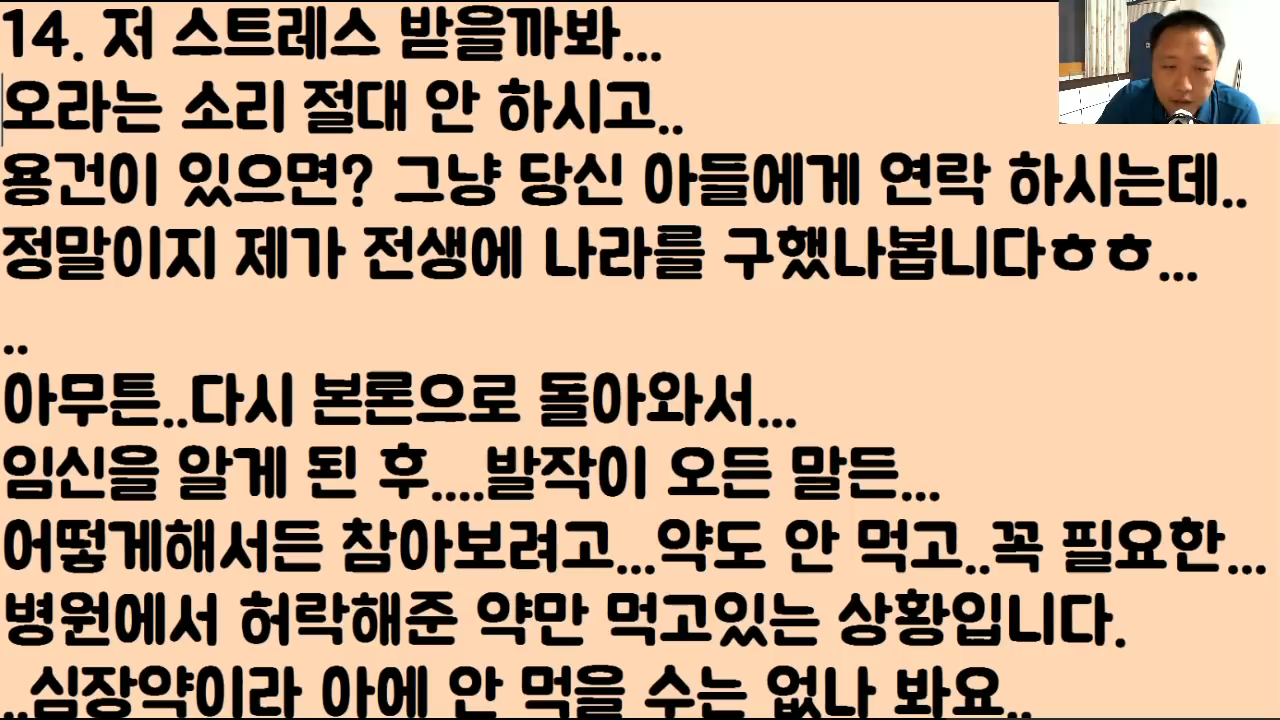 14. 저 스트레스 받을까봐...
오라는 소리 절대 안 하시고..
용건이 있으면? 그냥 당신 아들에게 연락 하시는데..
정말이지 제가 전생에 나라를 구했나봅니다ㅎㅎ...
..
아무튼..다시 본론으로 돌아와서...
임신을 알게 된 후....발작이 오든 말든...
어떻게해서든 참아보려고...약도 안 먹고..꼭 필요한...
병원에서 허락해준 약만 먹고있는 상황입니다.
..심장약이라 아예 안 먹을 수는 없나 봐요..